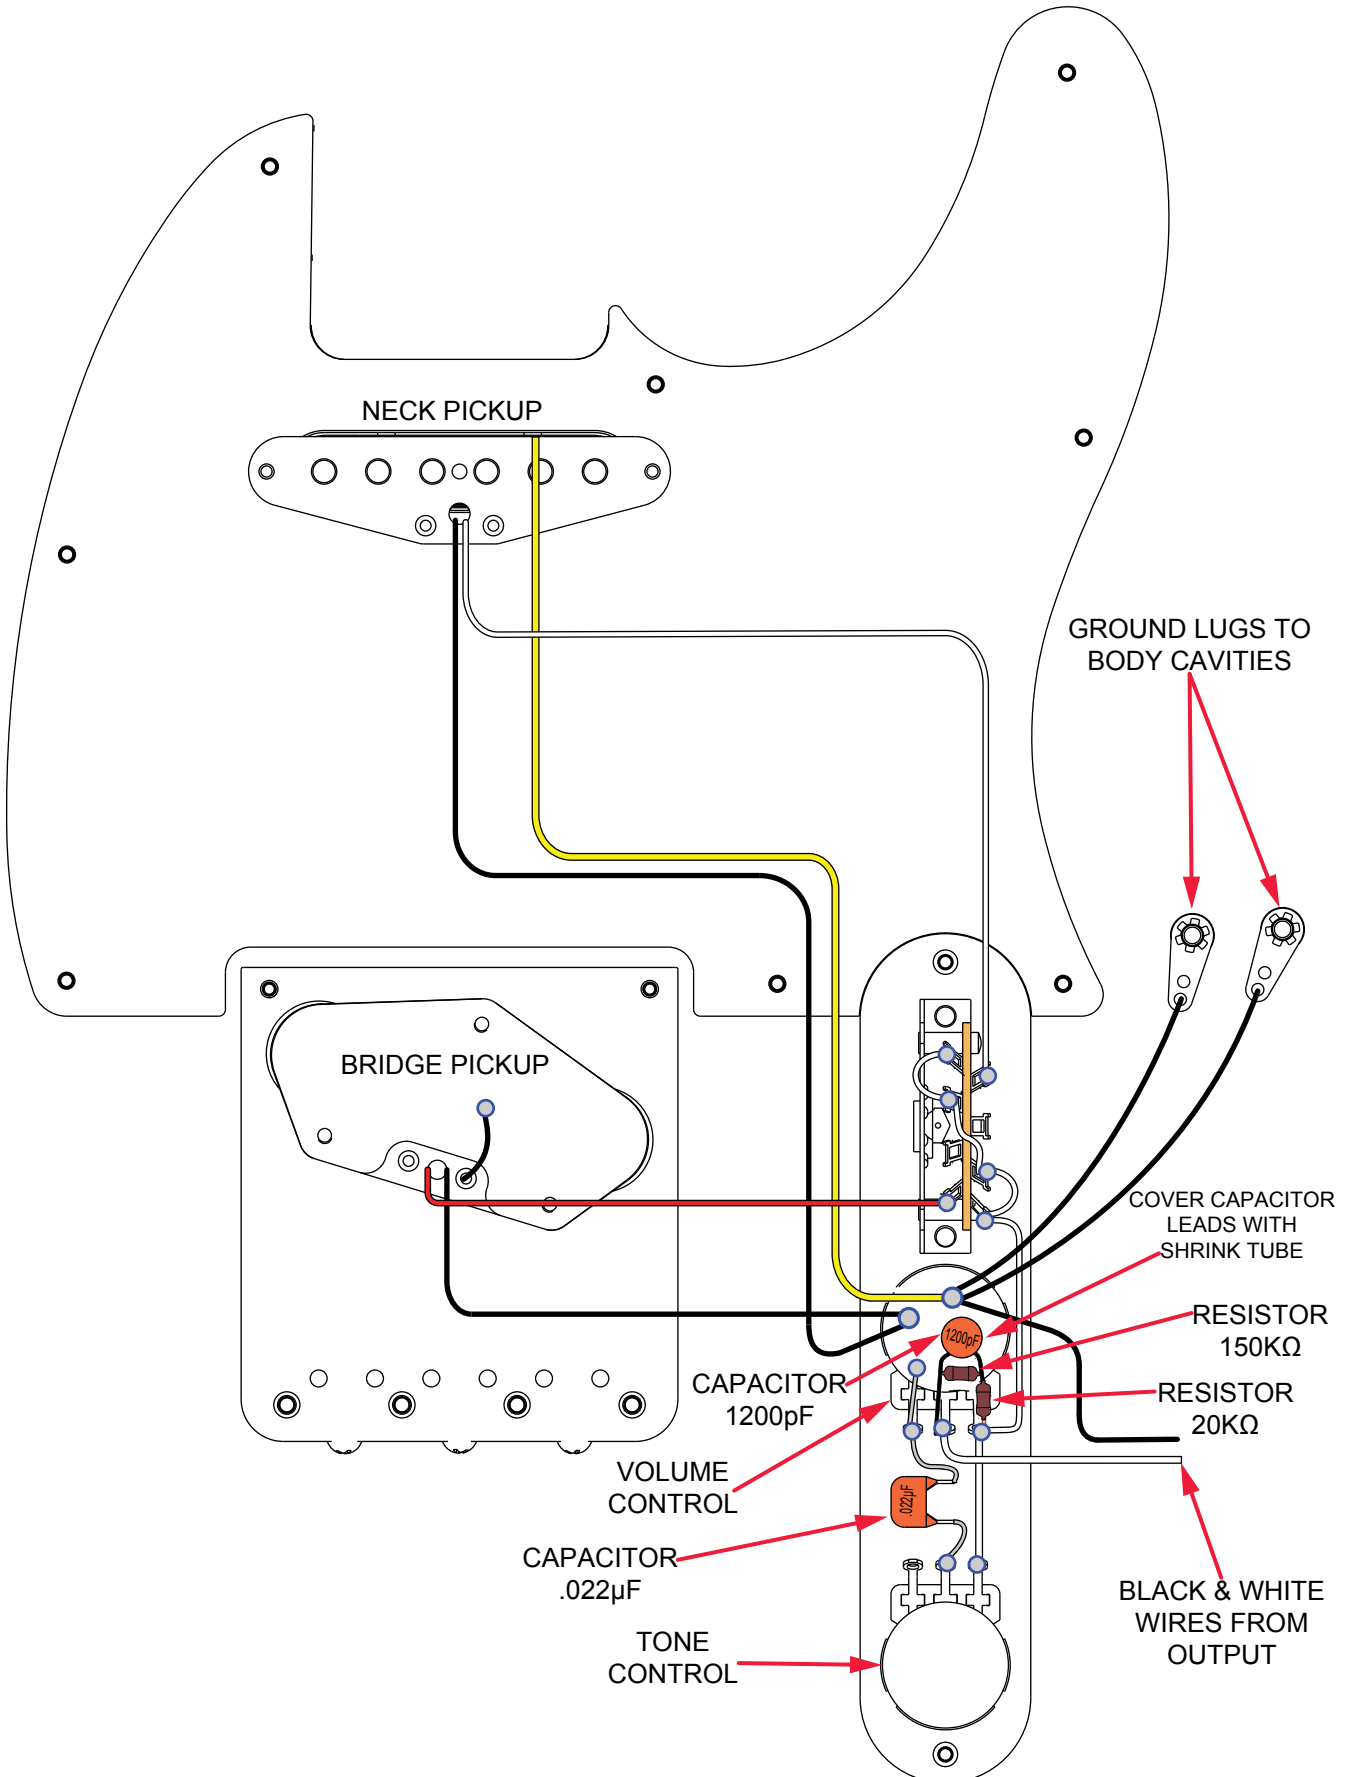 NECK PICKUP
GROUND LUGS TO
BODY CAVITIES
BRIDGE PICKUP
COVER CAPACITOR
LEADS WITH
SHRINK TUBE
RESISTOR
150KΩ
1200pF
CAPACITOR
1200pF
RESISTOR
20KΩ
VOLUME
CONTROL
.022µF
CAPACITOR
.022µF
BLACK & WHITE
WIRES FROM
OUTPUT
TONE
CONTROL